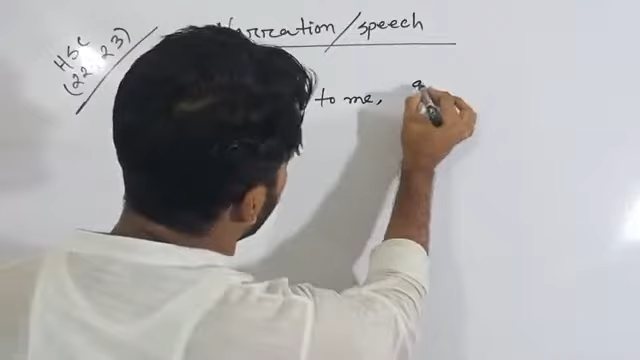 Narration/speech
HSC
(22, 23)
to me,